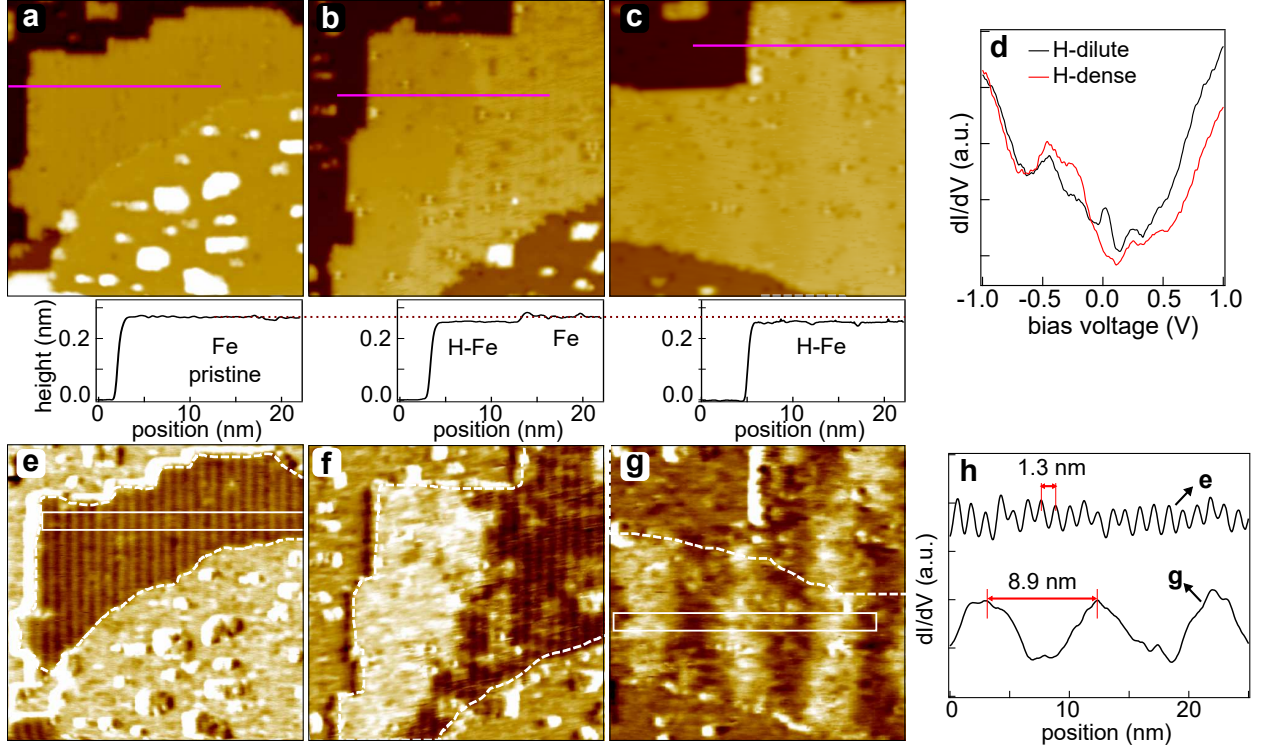 a
b
c
d
H-dilute
H-dense
dI/dV (a.u.)
-1.0
-0.5
0.0
0.5
1.0
bias voltage (V)
height (nm)
0.2
0.0
Fe
pristine
0
10
20
position (nm)
0.2
0.0
H-Fe
Fe
0
10
20
position (nm)
0.2
0.0
H-Fe
0
10
20
position (nm)
e
f
g
h
1.3 nm
e
8.9 nm
g
dI/dV (a.u.)
0
10
20
position (nm)